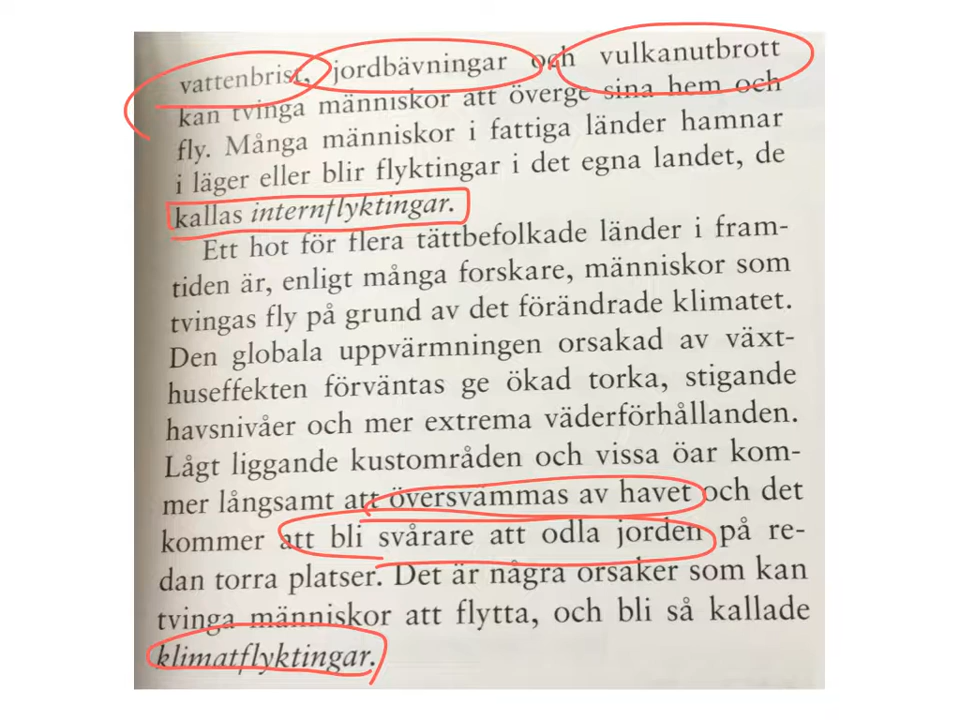 vattenbrist, jordbävningar och vulkanutbrott
kan tvinga människor att överge sina hem och
fly. Många människor i fattiga länder hamnar
i läger eller blir flyktingar i det egna landet, de
kallas internflyktingar.
Ett hot för flera tättbefolkade länder i fram-
tiden är, enligt många forskare, människor som
tvingas fly på grund av det förändrade klimatet.
Den globala uppvärmningen orsakad av växt-
huseffekten förväntas ge ökad torka, stigande
havsnivåer och mer extrema väderförhållanden.
Lågt liggande kustområden och vissa öar kom-
mer långsamt att översvämmas av havet och det
kommer att bli svårare att odla jorden på re-
dan torra platser. Det är några orsaker som kan
tvinga människor att flytta, och bli så kallade
klimatflyktingar.